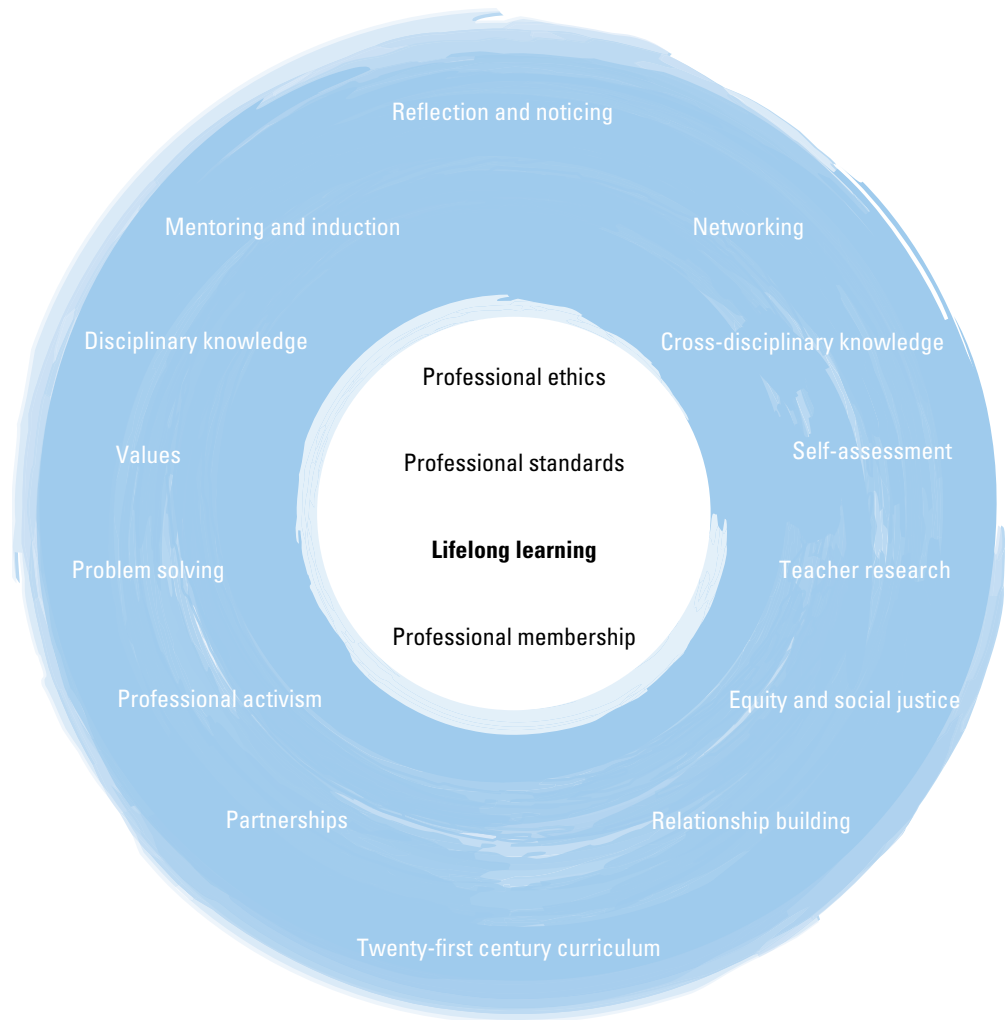 Reflection and noticing
Mentoring and induction
Networking
Disciplinary knowledge
Cross-disciplinary knowledge
Professional ethics
Values
Self-assessment
Professional standards
Lifelong learning
Problem solving
Teacher research
Professional membership
Professional activism
Equity and social justice
Partnerships
Relationship building
Twenty-first century curriculum